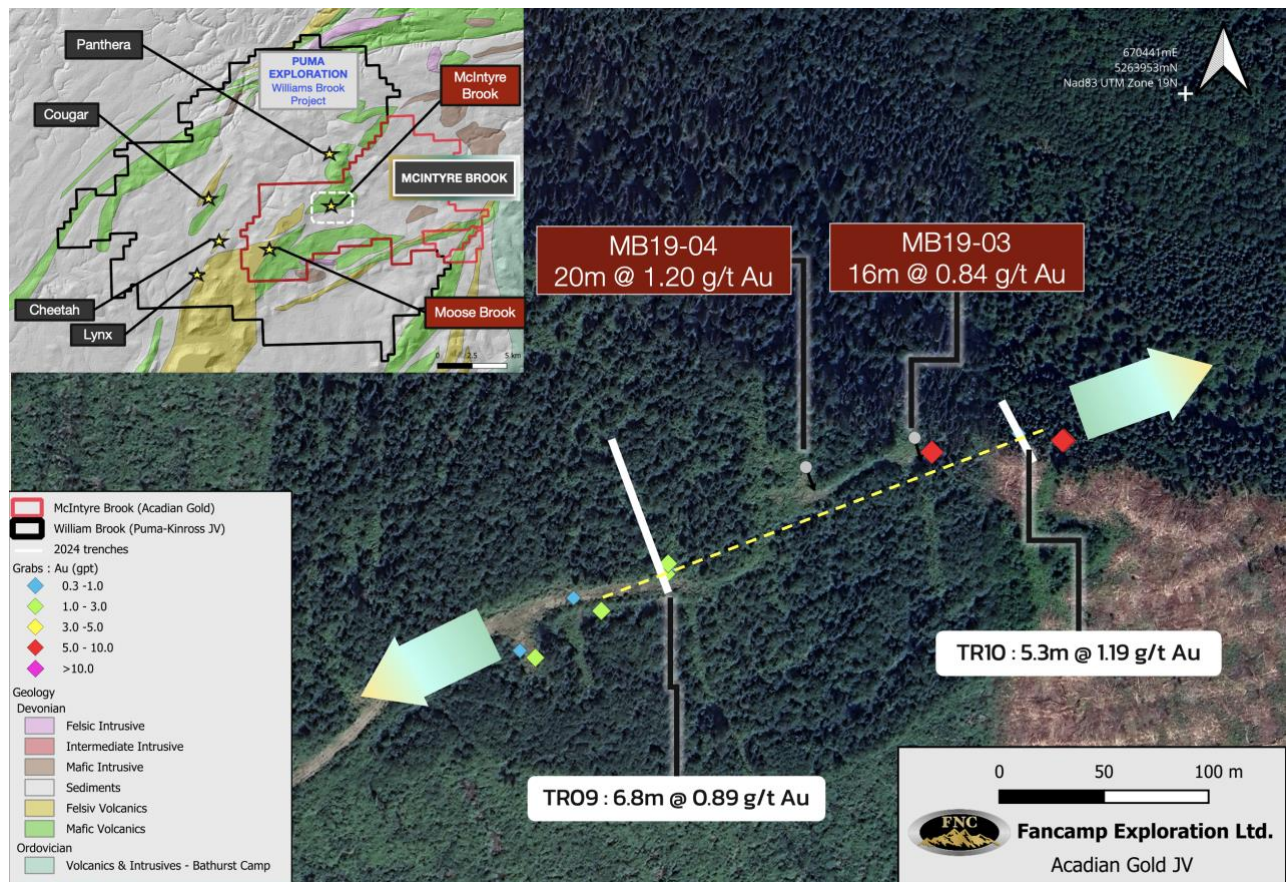 Panthera
PUMA
EXPLORATION
Williams Brook
Project
McIntyre
Brook
Cougar
MCINTYRE BROOK
Cheetah
Lynx
Moose Brook
0 2.5 5 km
670441mE
5263953mN
Nad83 UTM Zone 19N
MB19-04
20m @ 1.20 g/t Au
MB19-03
16m @ 0.84 g/t Au
McIntyre Brook (Acadian Gold)
William Brook (Puma-Kinross JV)
2024 trenches
Grabs : Au (gpt)
0.3 -1.0
1.0 - 3.0
3.0 -5.0
5.0 - 10.0
>10.0
Geology
Devonian
Felsic Intrusive
Intermediate Intrusive
Mafic Intrusive
Sediments
Felsiv Volcanics
Mafic Volcanics
Ordovician
Volcanics & Intrusives - Bathurst Camp
TR10 : 5.3m @ 1.19 g/t Au
TR09 : 6.8m @ 0.89 g/t Au
0 50 100 m
FNC
Fancamp Exploration Ltd.
Acadian Gold JV